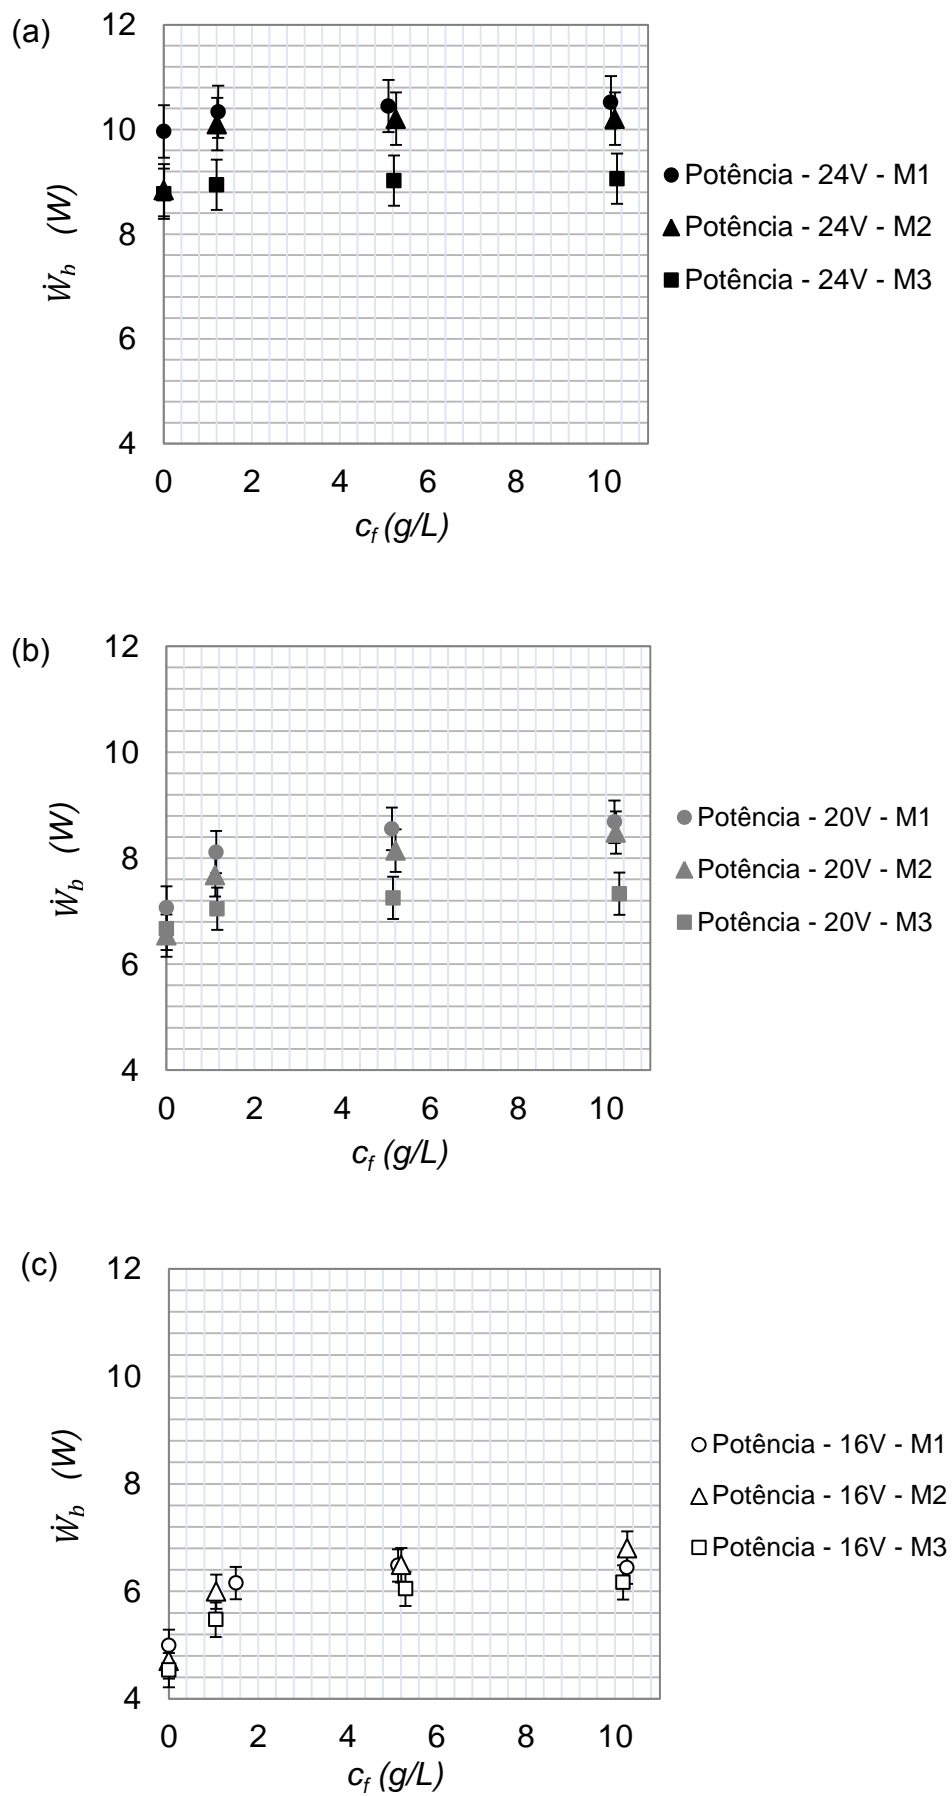 (a)
12
10
8
6
4
Ẇb (W)
0 2 4 6 8 10
cf (g/L)
Potência - 24V - M1
Potência - 24V - M2
Potência - 24V - M3
(b)
12
10
8
6
4
Ẇb (W)
0 2 4 6 8 10
cf (g/L)
Potência - 20V - M1
Potência - 20V - M2
Potência - 20V - M3
(c)
12
10
8
6
4
Ẇb (W)
0 2 4 6 8 10
cf (g/L)
Potência - 16V - M1
Potência - 16V - M2
Potência - 16V - M3